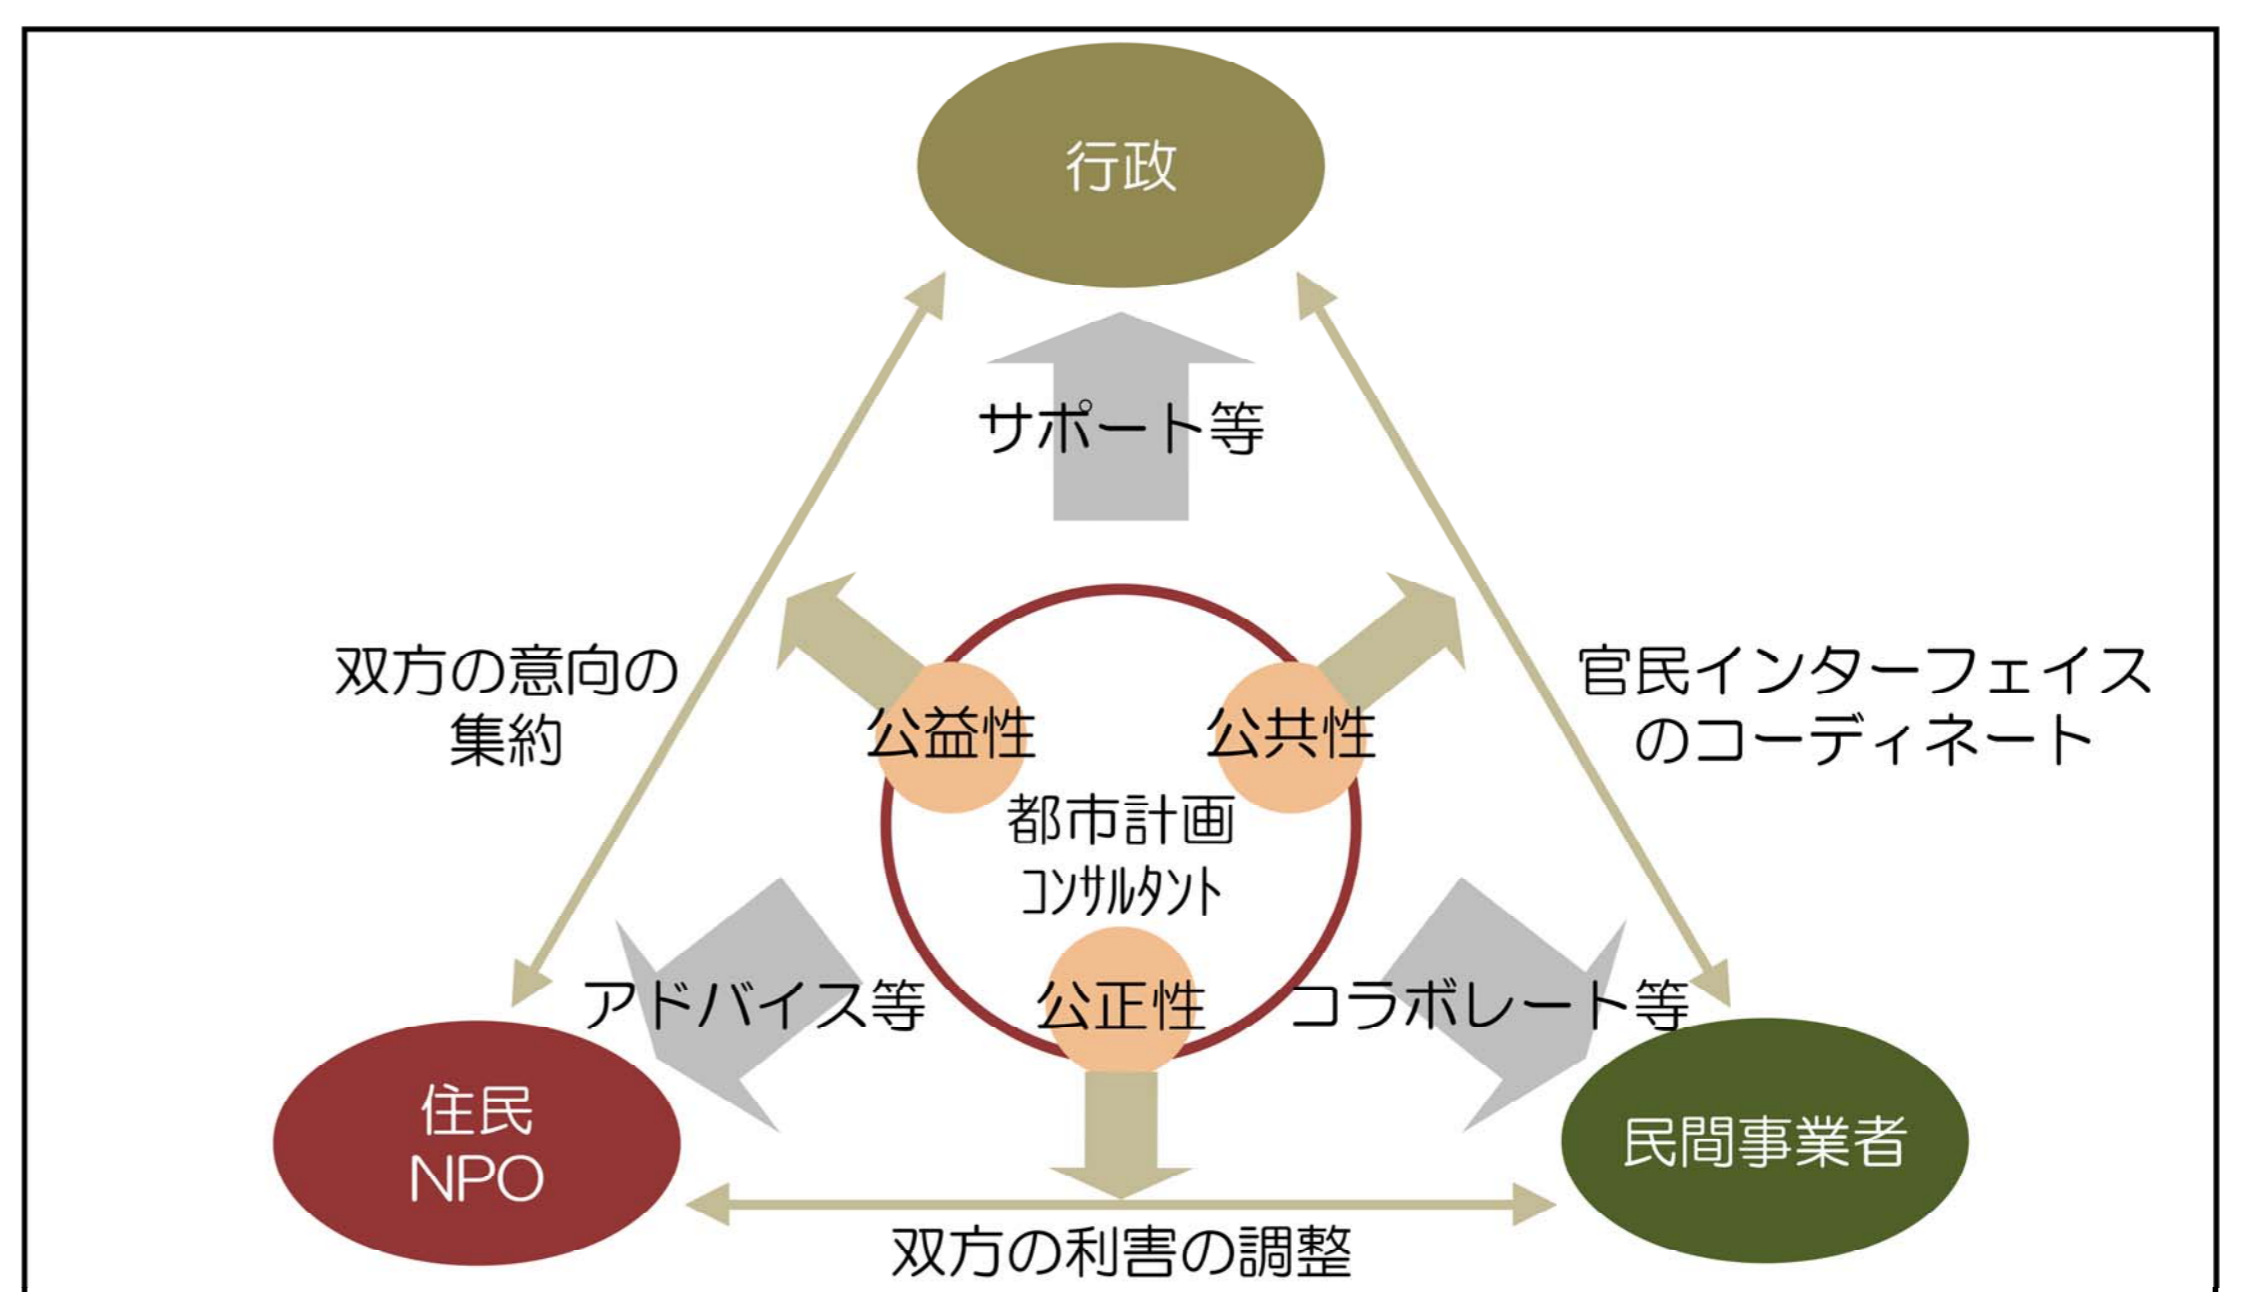 行政
サポート等
双方の意向の
集約
官民インターフェイス
のコーディネート
公益性
公共性
都市計画
コンサルタント
アドバイス等
公正性
コラボレート等
住民
NPO
民間事業者
双方の利害の調整